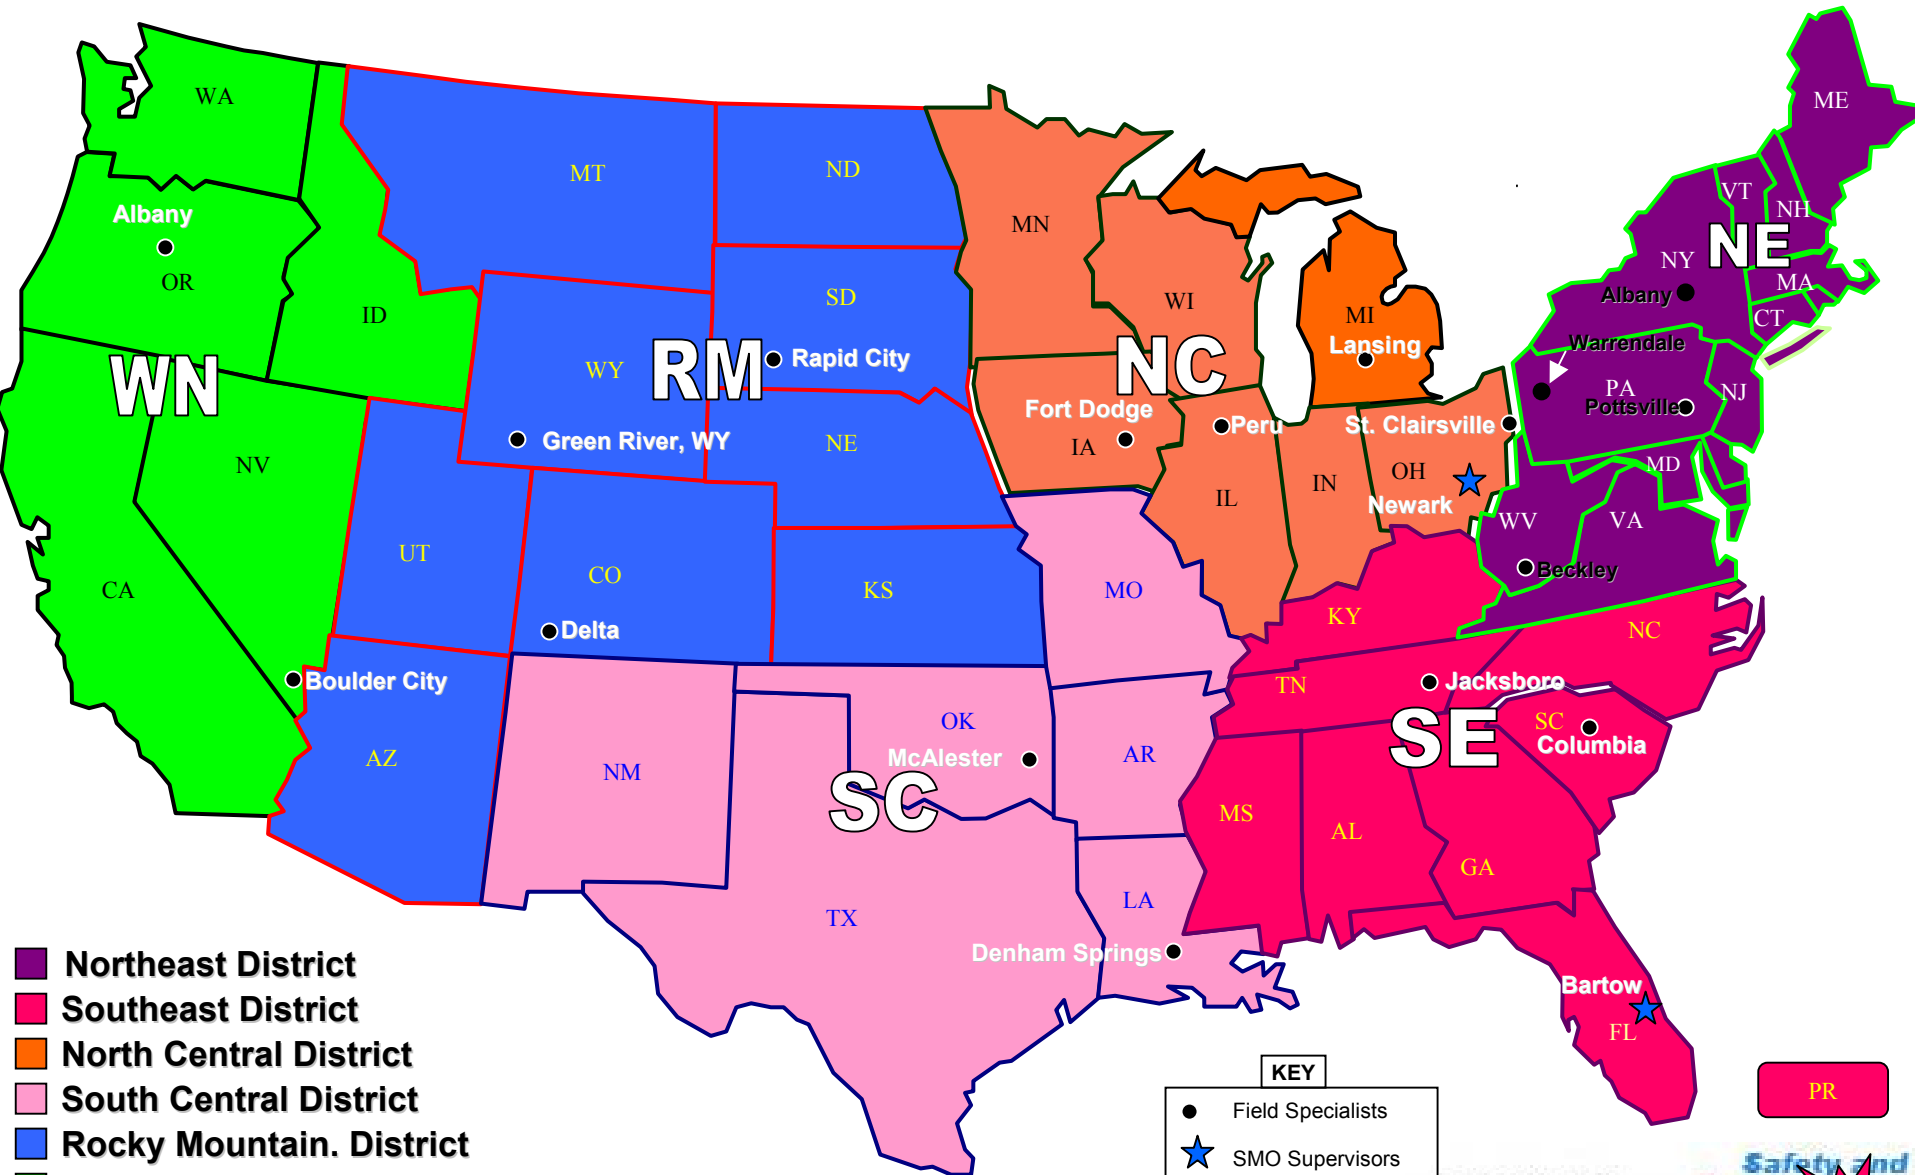 WA
ME
MT
ND
VT
NH
Albany
MN
NE
NY
OR
MA
SD
WI
Albany
ID
MI
CT
Lansing
Warrendale
WN
RM
Rapid City
NC
WY
PA
NJ
Fort Dodge
Pottsville
Peru
St. Clairsville
Green River, WY
NE
IA
NV
MD
OH
IN
IL
Newark
WV
VA
UT
CO
Beckley
CA
KS
MO
KY
Delta
NC
Boulder City
TN
Jacksboro
OK
SC
SE
Columbia
AZ
McAlester
AR
NM
SC
MS
AL
GA
LA
TX
Denham Springs
Northeast District
Bartow
Southeast District
FL
North Central District
KEY
South Central District
Field Specialists
PR
Rocky Mountain. District
SMO Supervisors
Safety and